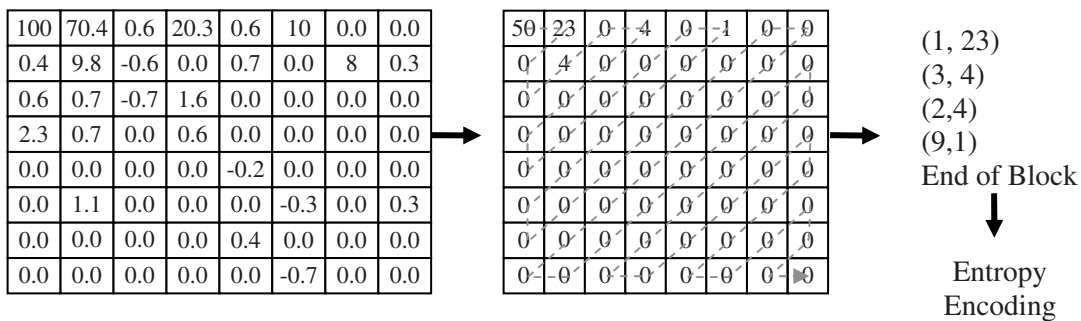 100 70.4 0.6 20.3 0.6 10 0.0 0.0
0.4 9.8 -0.6 0.0 0.7 0.0 8 0.3
0.6 0.7 -0.7 1.6 0.0 0.0 0.0 0.0
2.3 0.7 0.0 0.6 0.0 0.0 0.0 0.0
0.0 0.0 0.0 0.0 -0.2 0.0 0.0 0.0
0.0 1.1 0.0 0.0 0.0 -0.3 0.0 0.3
0.0 0.0 0.0 0.0 0.4 0.0 0.0 0.0
0.0 0.0 0.0 0.0 0.0 -0.7 0.0 0.0
50 23 0 4 0 1 0 0
0 4 0 0 0 0 0 0
0 0 0 0 0 0 0 0
0 0 0 0 0 0 0 0
0 0 0 0 0 0 0 0
0 0 0 0 0 0 0 0
0 0 0 0 0 0 0 0
0 0 0 0 0 0 0 0
(1, 23)
(3, 4)
(2,4)
(9,1)
End of Block
Entropy
Encoding